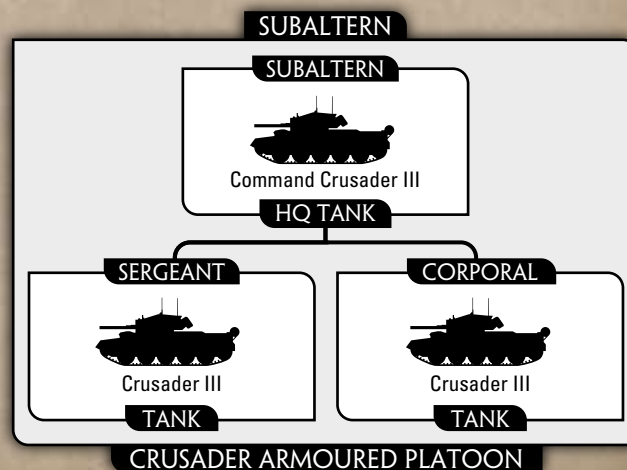 SUBALTERN
SUBALTERN
Command Crusader III
HQ TANK
SERGEANT
Crusader III
TANK
CORPORAL
Crusader III
TANK
CRUSADER ARMOURED PLATOON